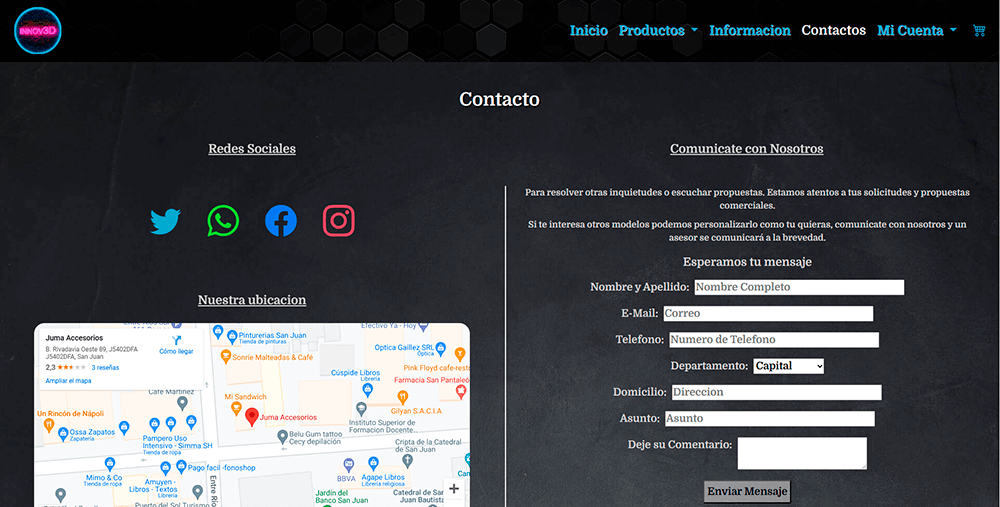 INNOV3D
Inicio Productos Informacion Contactos Mi Cuenta
Contacto
Redes Sociales
Nuestra ubicacion
Juma Accesorios
B. Rivadavia Oeste 89, J5402DFA
J5402DFA, San Juan
2,3 3 reseñas
Ampliar el mapa
Cómo llegar
Efectivo Ya - Hoy
Pinturerias San Juan
Tienda de pinturas
Optica Gaillez SRL
Óptica
Sonrie Malteadas & Café
Pink Floyd cafe-resto
Cúspide Libros
Librería
Farmacia San Pantaleó
Café Martínez
Mi Sandwich
Gilyan S.A.C.I.A
Juma Accesorios
Un Rincón de Nápoli
Instituto Superior de
Formacion Docente...
Ossa Zapatos
Zapatería
Pampero Uso
Intensivo - Simma SH
Tienda de ropa
Belu Gum tattoo
Cecy depilación
Cripta de la Catedral
de San Juan
Pago facil -fonoshop
Mimo & Co
Tienda de ropa
BBVA
Agape Libros
Librería
Amuyen -
Libros - Textos
Librería
Entre Río
Jardín del
Banco San Juan
Catedral de San
Juan Bautista
Puerto del Sol Turismo
Comunicate con Nosotros
Para resolver otras inquietudes o escuchar propuestas. Estamos atentos a tus solicitudes y propuestas
comerciales.
Si te interesa otros modelos podemos personalizarlo como tu quieras, comunicate con nosotros y un
asesor se comunicará a la brevedad.
Esperamos tu mensaje
Nombre y Apellido: Nombre Completo
E-Mail: Correo
Telefono: Numero de Telefono
Departamento: Capital
Domicilio: Direccion
Asunto: Asunto
Deje su Comentario:
Enviar Mensaje